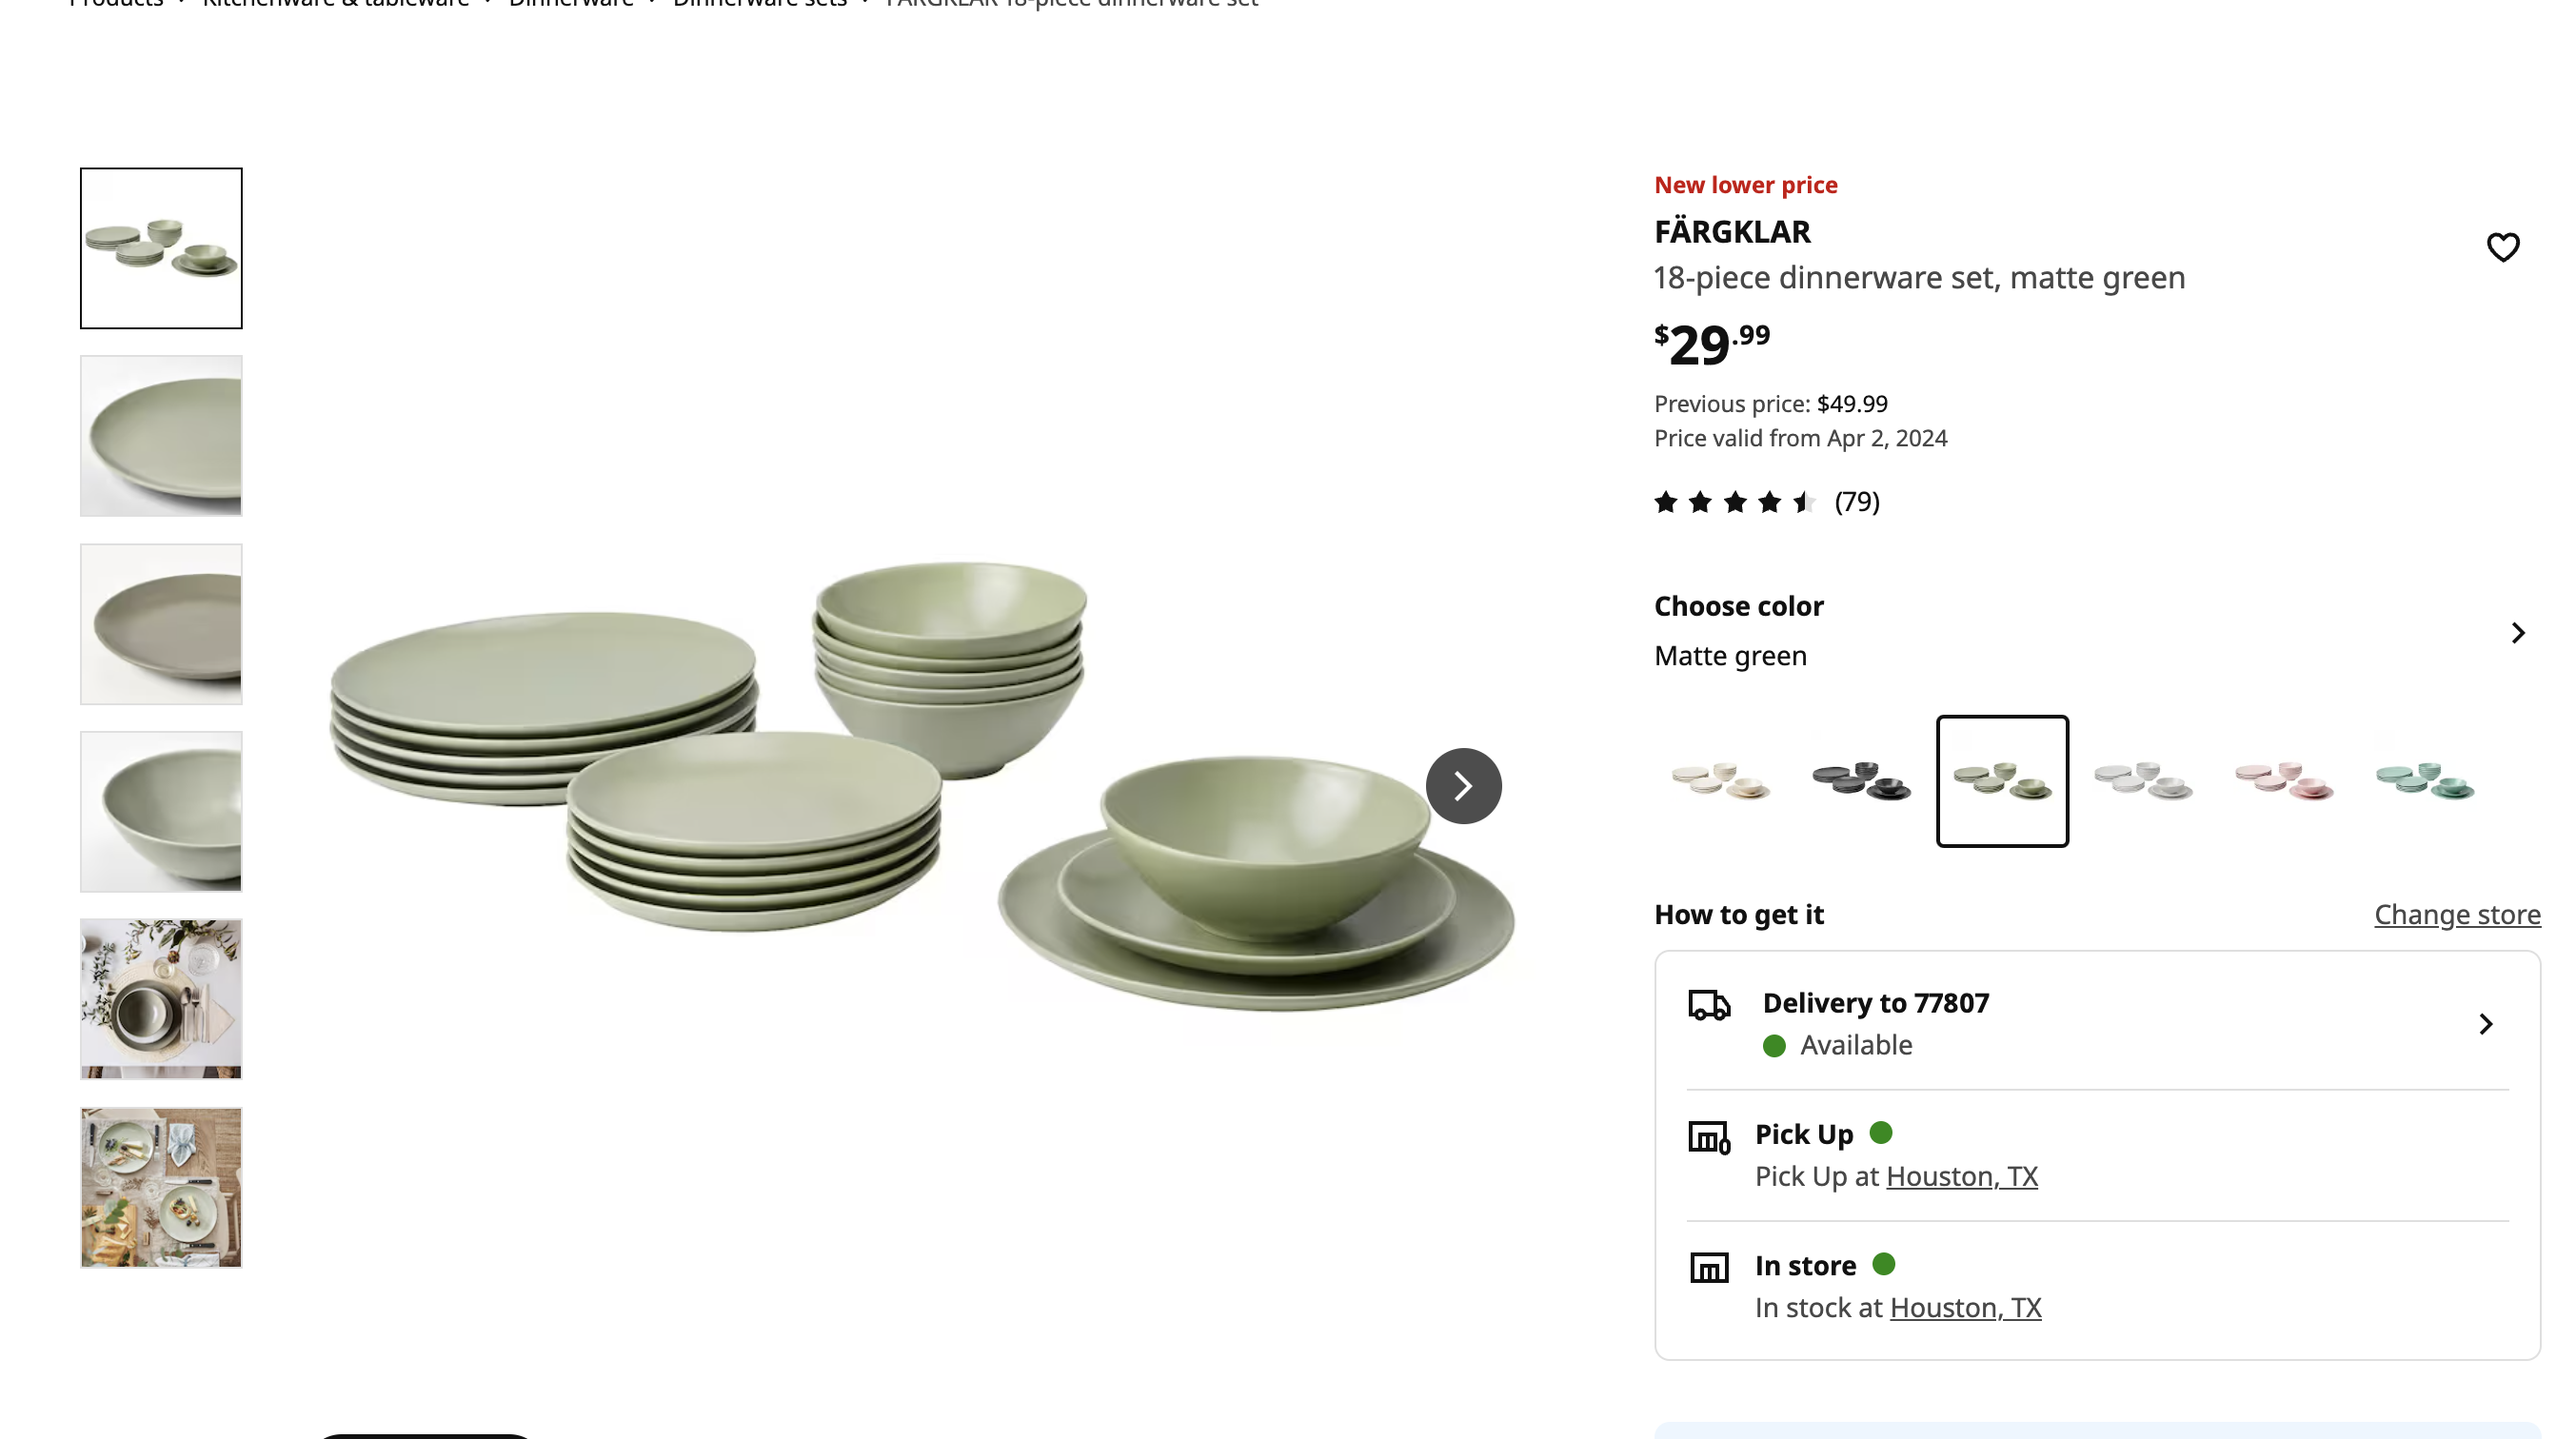 Products › Kitchenware & tableware › Dinnerware › Dinnerware sets › FÄRGKLAR 18-piece dinnerware set
New lower price
FÄRGKLAR
18-piece dinnerware set, matte green
$29.99
Previous price: $49.99
Price valid from Apr 2, 2024
(79)
Choose color
Matte green
How to get it
Change store
Delivery to 77807
Available
Pick Up
Pick Up at Houston, TX
In store
In stock at Houston, TX